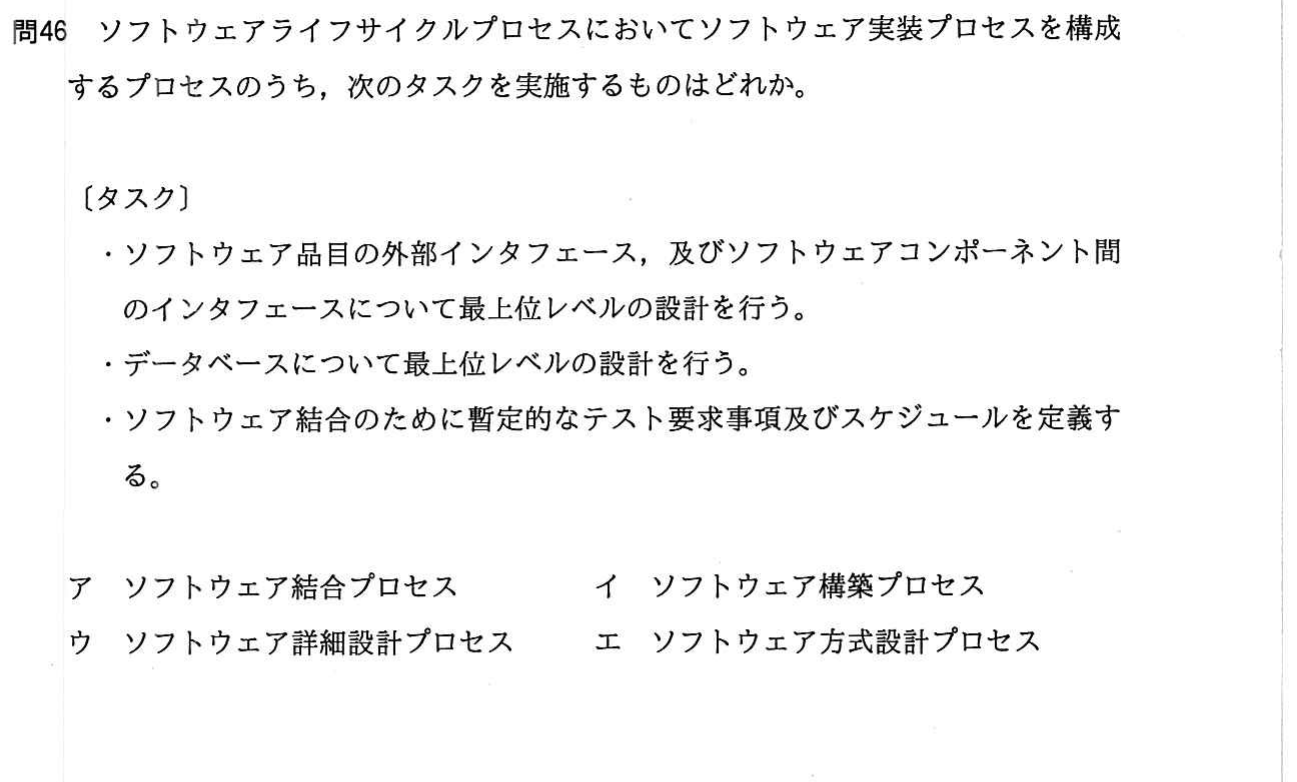 問46　ソフトウェアライフサイクルプロセスにおいてソフトウェア実装プロセスを構成
するプロセスのうち，次のタスクを実施するものはどれか。
〔タスク〕
・ソフトウェア品目の外部インタフェース，及びソフトウェアコンポーネント間
のインタフェースについて最上位レベルの設計を行う。
・データベースについて最上位レベルの設計を行う。
・ソフトウェア結合のために暫定的なテスト要求事項及びスケジュールを定義す
る。
ア　ソフトウェア結合プロセス　イ　ソフトウェア構築プロセス
ウ　ソフトウェア詳細設計プロセス　エ　ソフトウェア方式設計プロセス